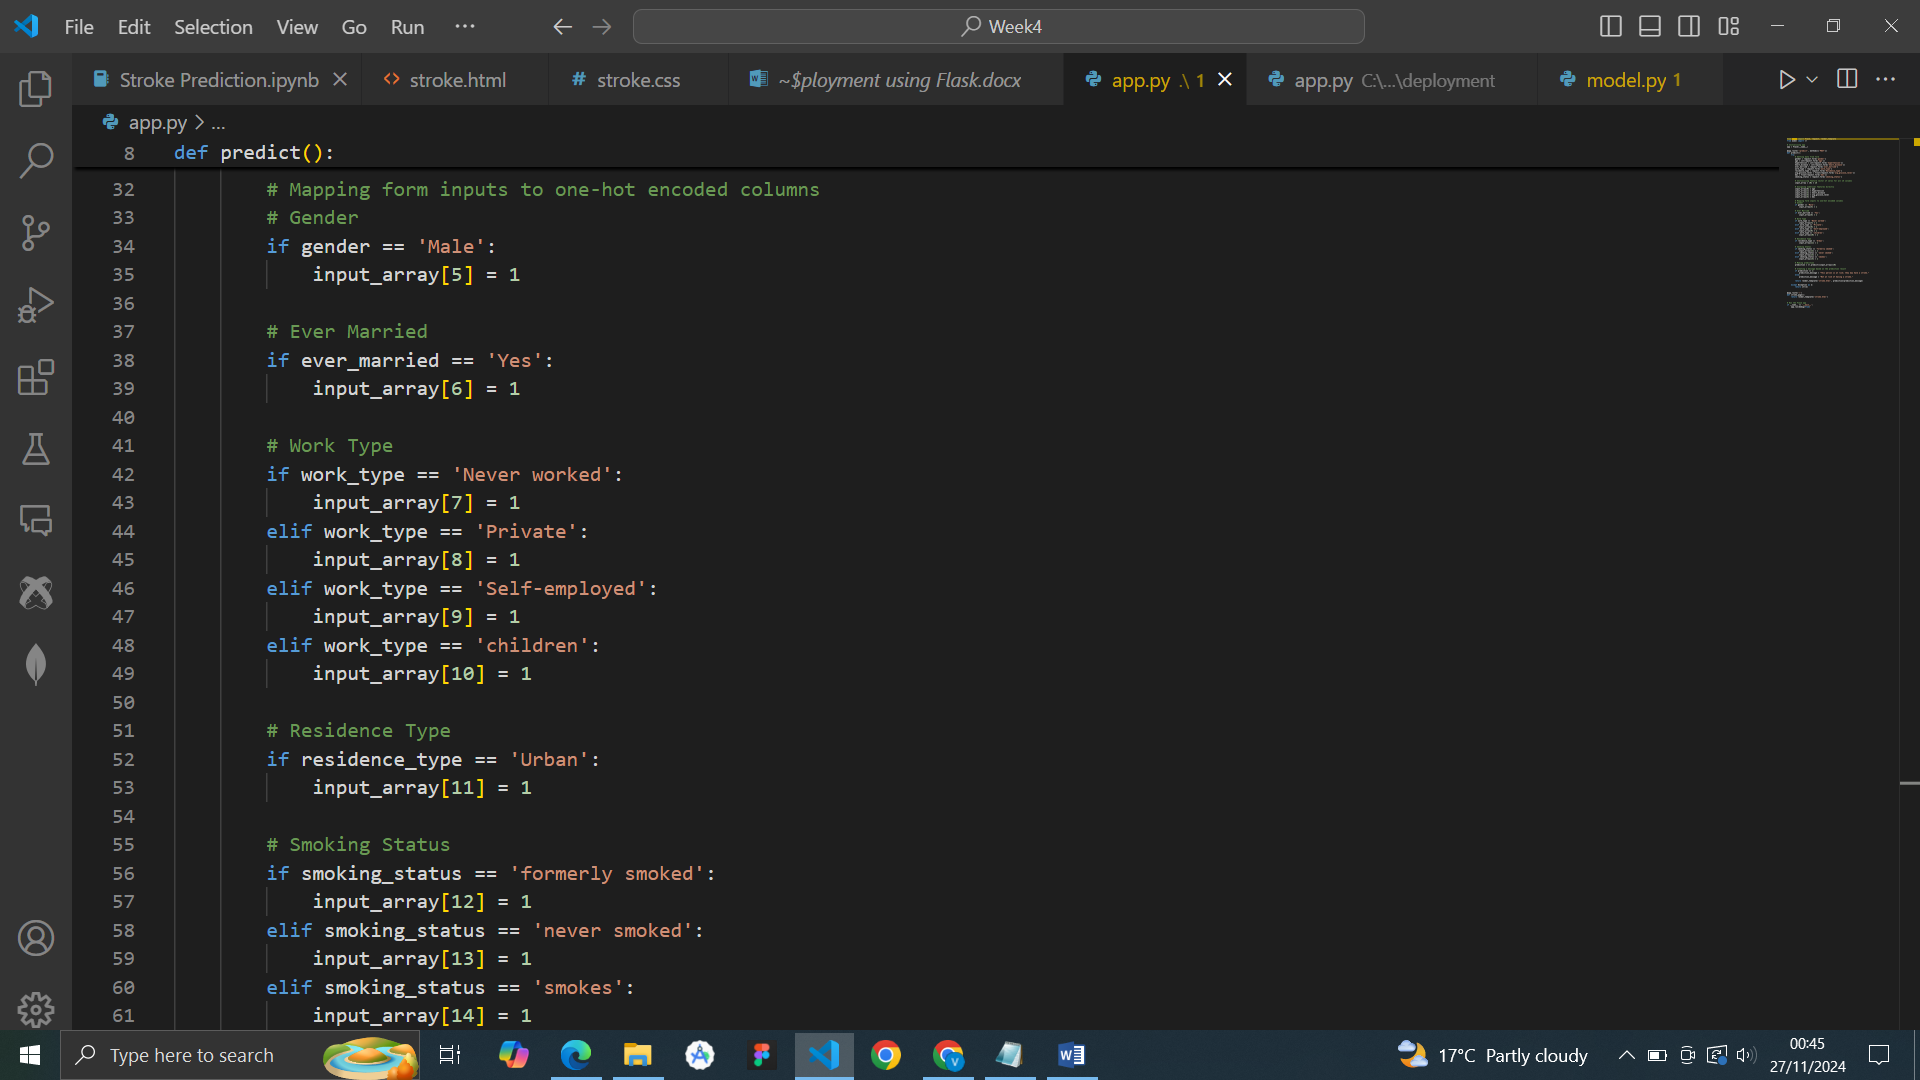 File Edit Selection View Go Run ··· Week4
Stroke Prediction.ipynb stroke.html # stroke.css ~$ployment using Flask.docx app.py .\ 1 app.py C:\...\deployment model.py 1
app.py > ...
8 def predict():
32 # Mapping form inputs to one-hot encoded columns
33 # Gender
34 if gender == 'Male':
35 input_array[5] = 1
36
37 # Ever Married
38 if ever_married == 'Yes':
39 input_array[6] = 1
40
41 # Work Type
42 if work_type == 'Never worked':
43 input_array[7] = 1
44 elif work_type == 'Private':
45 input_array[8] = 1
46 elif work_type == 'Self-employed':
47 input_array[9] = 1
48 elif work_type == 'children':
49 input_array[10] = 1
50
51 # Residence Type
52 if residence_type == 'Urban':
53 input_array[11] = 1
54
55 # Smoking Status
56 if smoking_status == 'formerly smoked':
57 input_array[12] = 1
58 elif smoking_status == 'never smoked':
59 input_array[13] = 1
60 elif smoking_status == 'smokes':
61 input_array[14] = 1
Type here to search 17°C Partly cloudy 00:45
27/11/2024